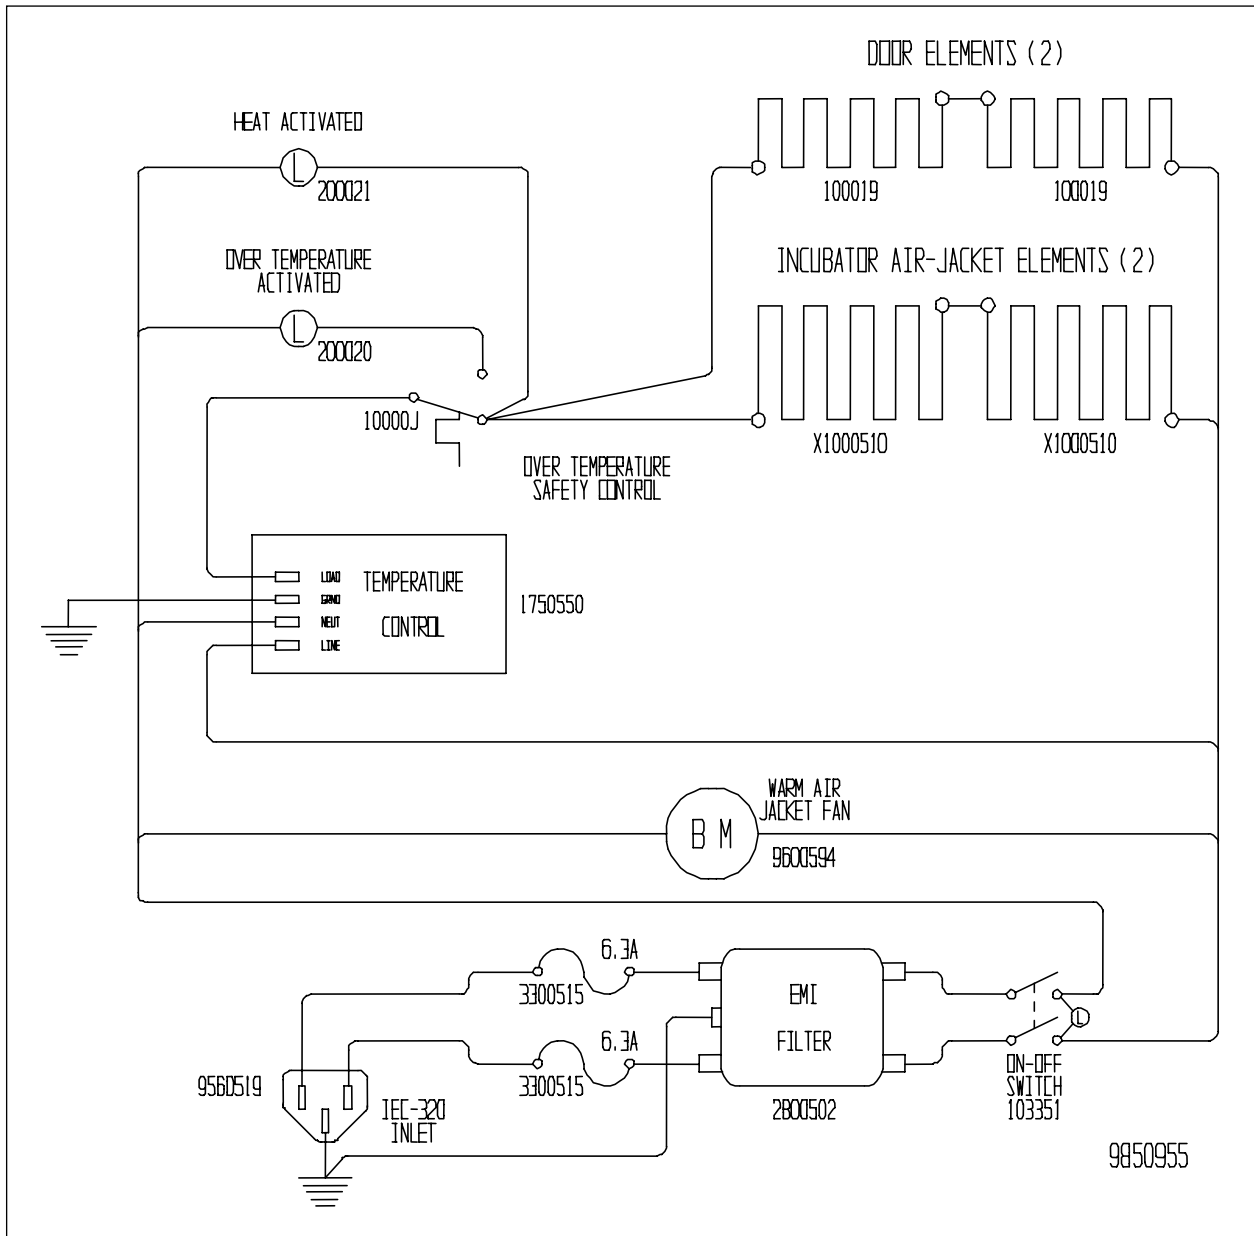 DOOR ELEMENTS (2)
HEAT ACTIVATED
L
200021
100019
100019
OVER TEMPERATURE
ACTIVATED
L
200020
INCUBATOR AIR-JACKET ELEMENTS (2)
10000J
X1000510
X1000510
OVER TEMPERATURE
SAFETY CONTROL
LOAD
GRND
NEUT
LINE
TEMPERATURE
CONTROL
1750550
WARM AIR
JACKET FAN
B M
9600594
6.3A
3300515
6.3A
3300515
EMI
FILTER
2800502
L
ON-OFF
SWITCH
103351
9560519
IEC-320
INLET
9850955